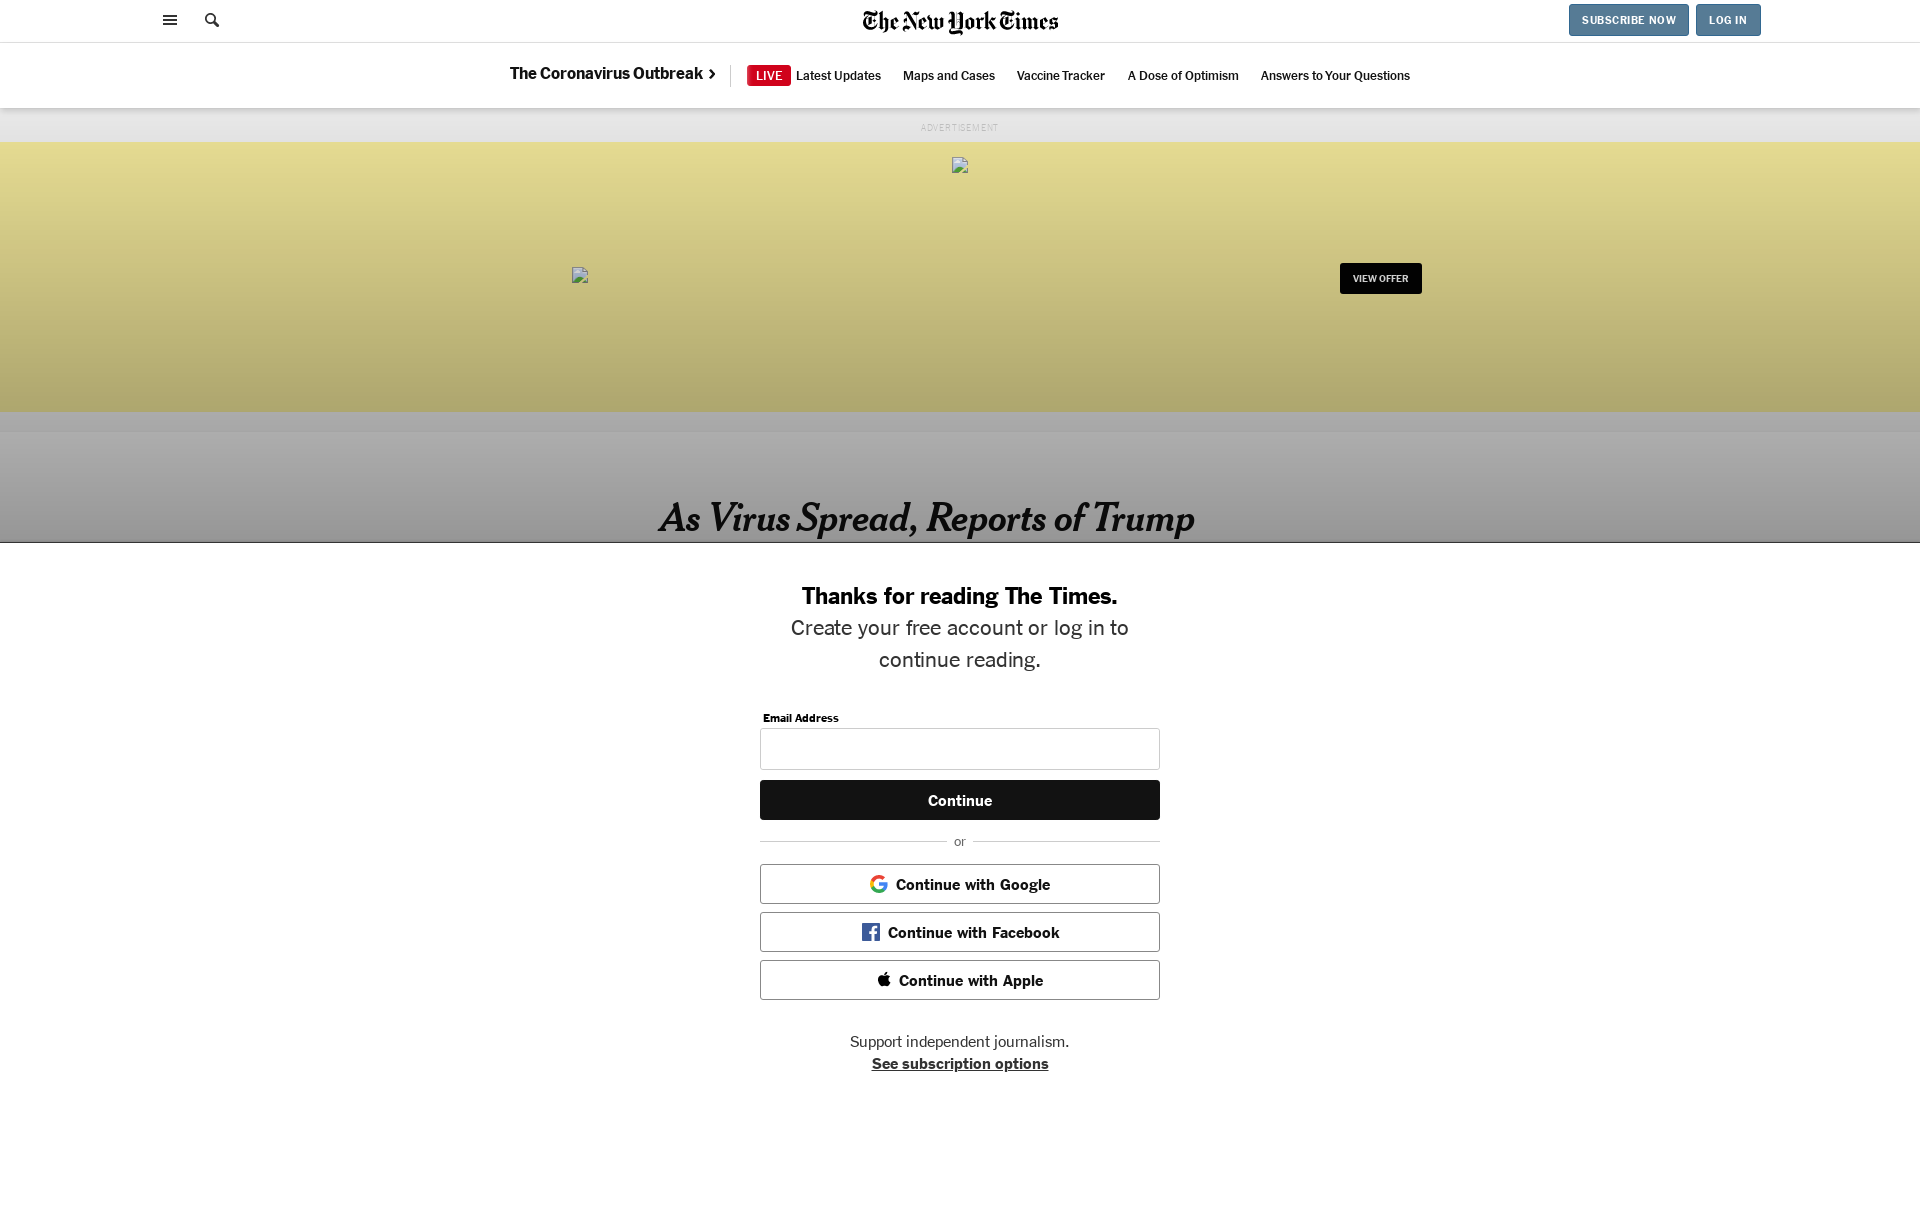 The New York Times
SUBSCRIBE NOW
LOG IN
The Coronavirus Outbreak
LIVE Latest Updates
Maps and Cases
Vaccine Tracker
A Dose of Optimism
Answers to Your Questions
ADVERTISEMENT
VIEW OFFER
As Virus Spread, Reports of Trump
Thanks for reading The Times.
Create your free account or log in to
continue reading.
Email Address
Continue
or
Continue with Google
Continue with Facebook
Continue with Apple
Support independent journalism.
See subscription options